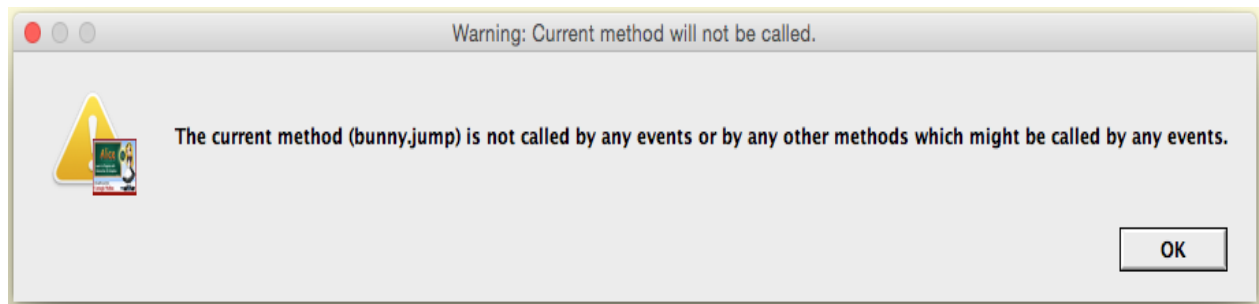 Warning: Current method will not be called.
The current method (bunny.jump) is not called by any events or by any other methods which might be called by any events.
Alice
OK